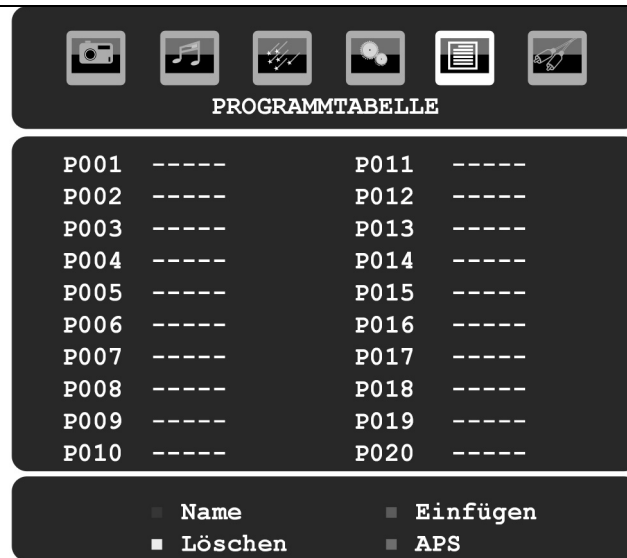 PROGRAMMTABELLE
P001 ----- P011 -----
P002 ----- P012 -----
P003 ----- P013 -----
P004 ----- P014 -----
P005 ----- P015 -----
P006 ----- P016 -----
P007 ----- P017 -----
P008 ----- P018 -----
P009 ----- P019 -----
P010 ----- P020 -----
Name Einfügen
Löschen APS